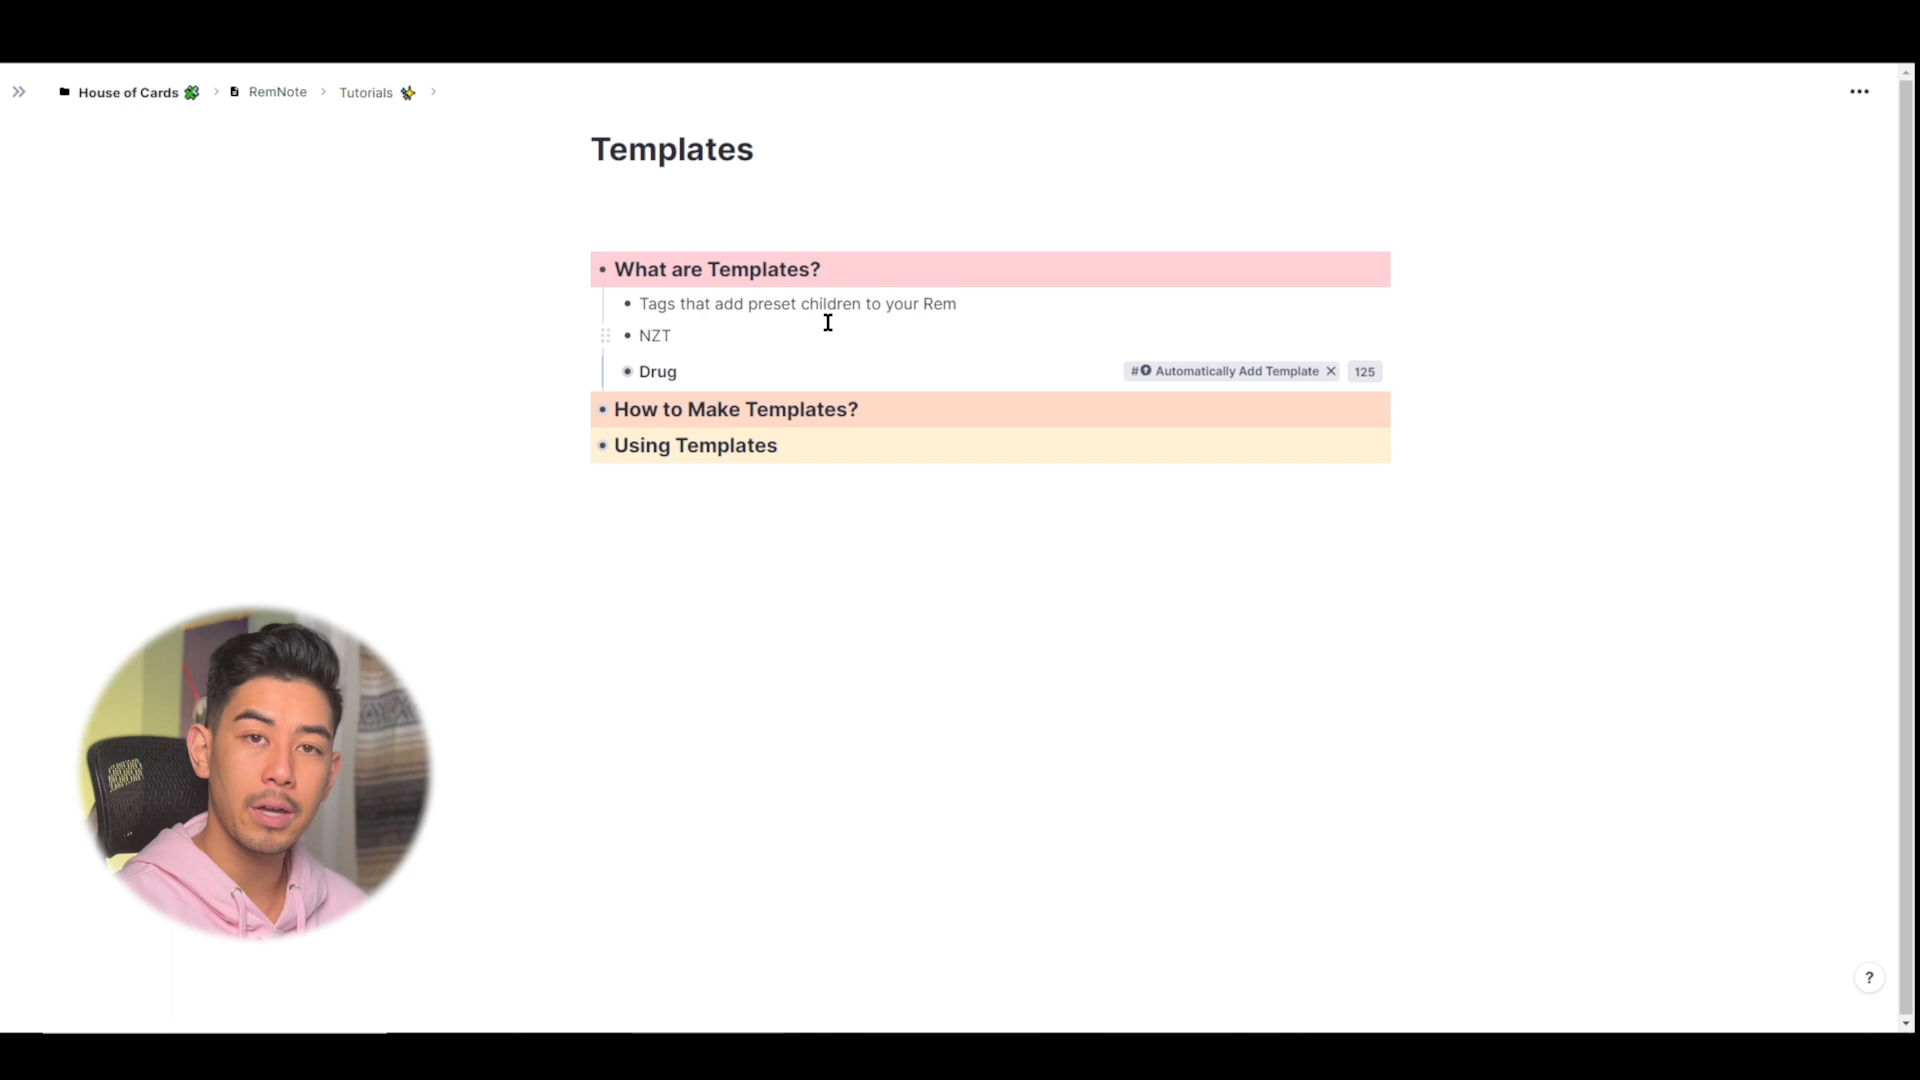 House of Cards > RemNote > Tutorials >
Templates
What are Templates?
Tags that add preset children to your Rem
NZT
Drug # Automatically Add Template × 125
How to Make Templates?
Using Templates
?